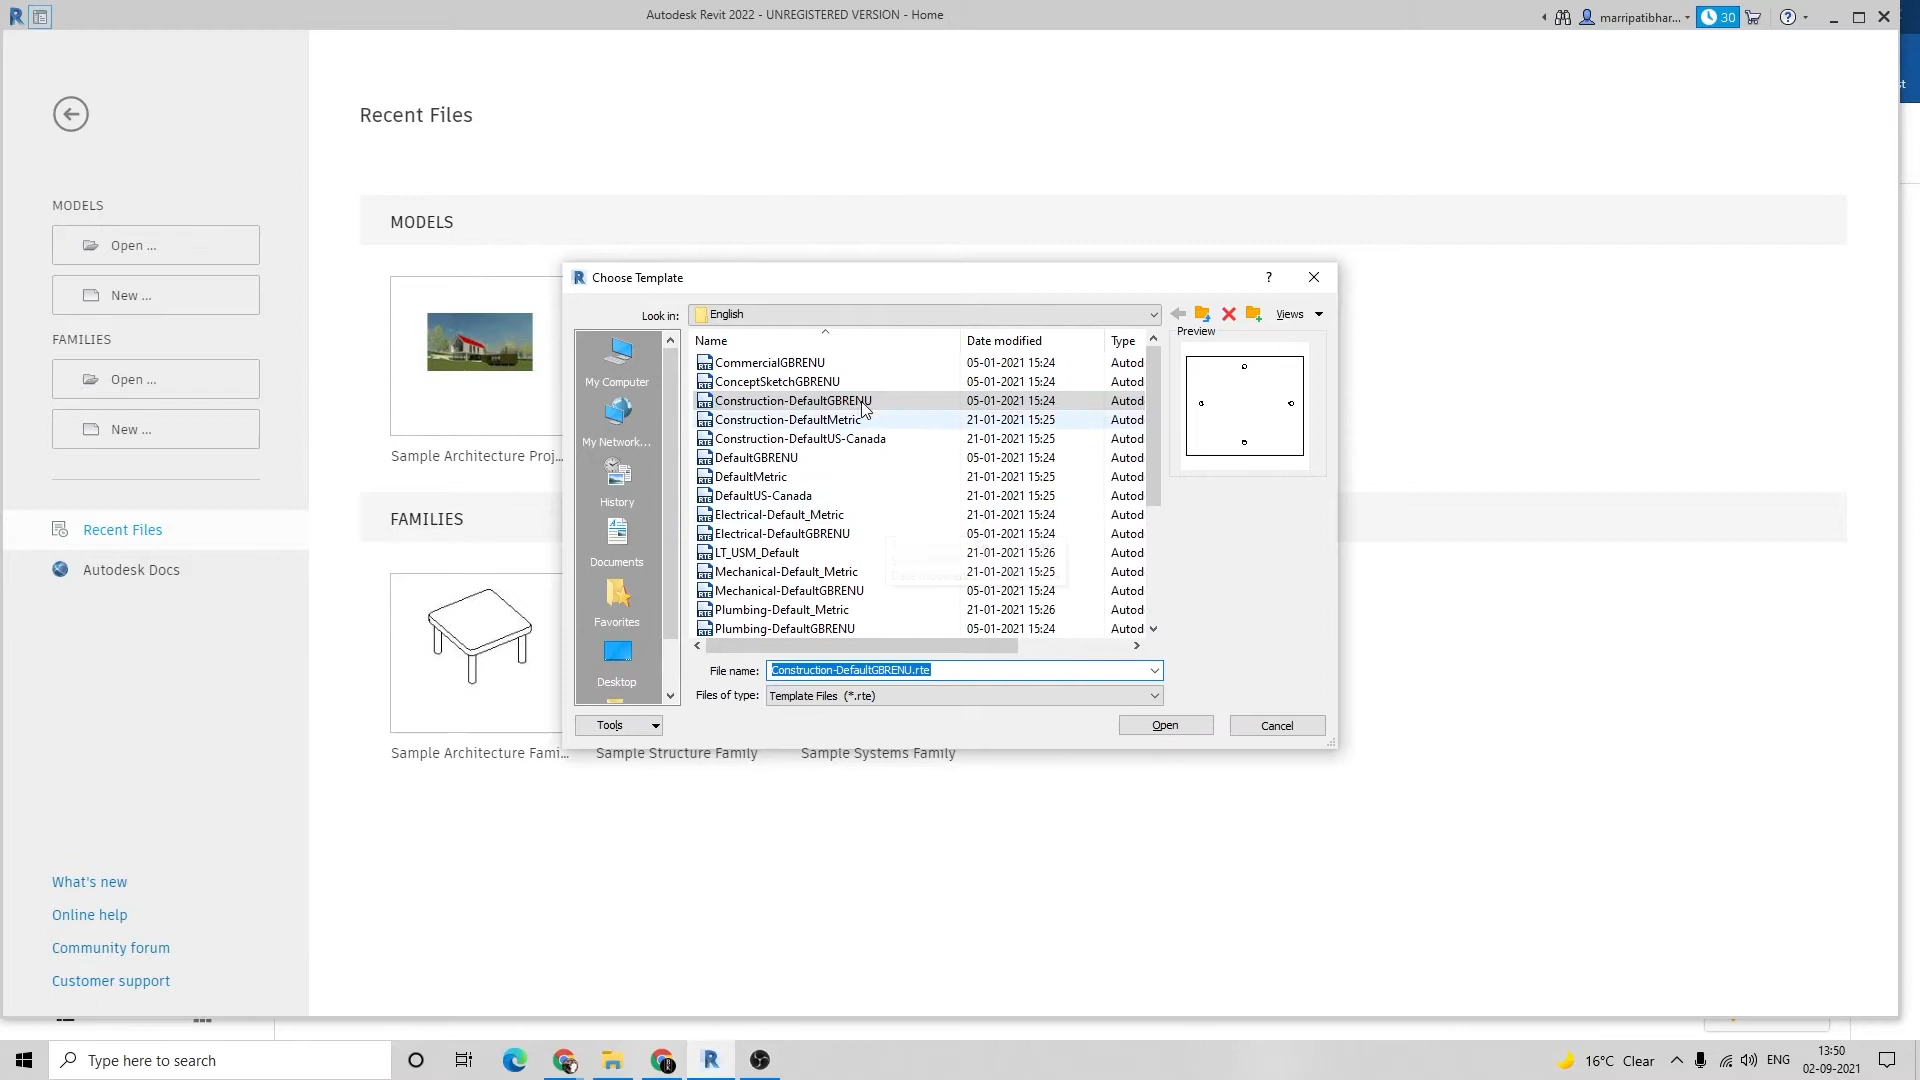 Autodesk Revit 2022 - UNREGISTERED VERSION - Home
marripatibhar...
30
Recent Files
MODELS
Open ...
New ...
FAMILIES
Open ...
New ...
Recent Files
Autodesk Docs
What's new
Online help
Community forum
Customer support
MODELS
Sample Architecture Proj...
FAMILIES
Sample Architecture Fami...
Sample Structure Family
Sample Systems Family
Choose Template
?
Look in:
English
Views
Preview
My Computer
My Network...
History
Documents
Favorites
Desktop
Name Date modified Type
CommercialGBRENU 05-01-2021 15:24 Autod
ConceptSketchGBRENU 05-01-2021 15:24 Autod
Construction-DefaultGBRENU 05-01-2021 15:24 Autod
Construction-DefaultMetric 21-01-2021 15:25 Autod
Construction-DefaultUS-Canada 21-01-2021 15:25 Autod
DefaultGBRENU 05-01-2021 15:24 Autod
DefaultMetric 21-01-2021 15:25 Autod
DefaultUS-Canada 21-01-2021 15:25 Autod
Electrical-Default_Metric 21-01-2021 15:24 Autod
Electrical-DefaultGBRENU 05-01-2021 15:24 Autod
LT_USM_Default 21-01-2021 15:26 Autod
Mechanical-Default_Metric 21-01-2021 15:25 Autod
Mechanical-DefaultGBRENU 05-01-2021 15:24 Autod
Plumbing-Default_Metric 21-01-2021 15:26 Autod
Plumbing-DefaultGBRENU 05-01-2021 15:24 Autod
File name: Construction-DefaultGBRENU.rte
Files of type: Template Files (*.rte)
Tools
Open
Cancel
Type here to search
16°C Clear
ENG
13:50
02-09-2021